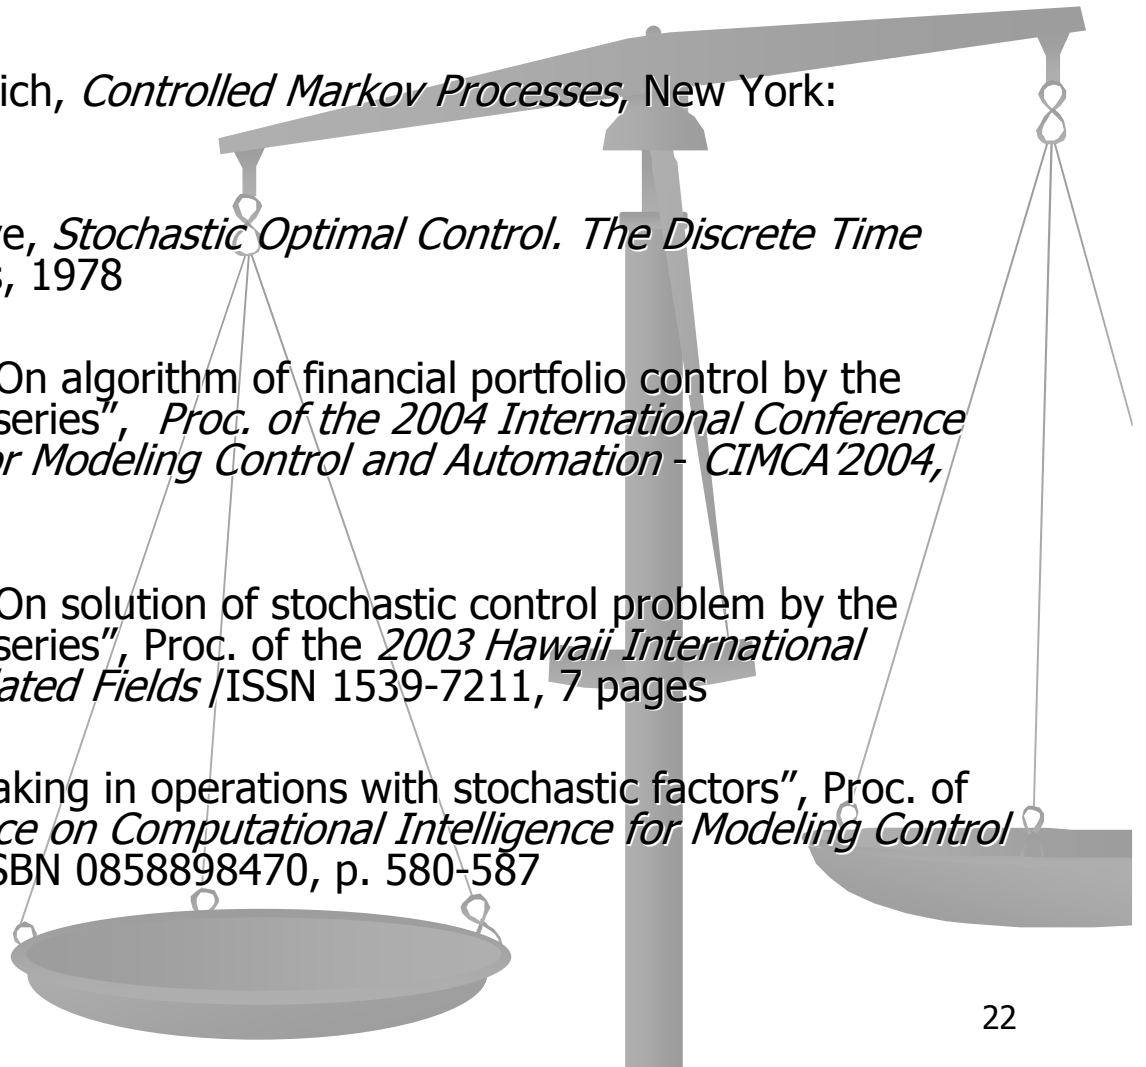 ich, Controlled Markov Processes, New York:
e, Stochastic Optimal Control. The Discrete Time
s, 1978
On algorithm of financial portfolio control by the
series”, Proc. of the 2004 International Conference
or Modeling Control and Automation - CIMCA’2004,
On solution of stochastic control problem by the
series”, Proc. of the 2003 Hawaii International
lated Fields /ISSN 1539-7211, 7 pages
aking in operations with stochastic factors”, Proc. of
ce on Computational Intelligence for Modeling Control
SBN 0858898470, p. 580-587
22